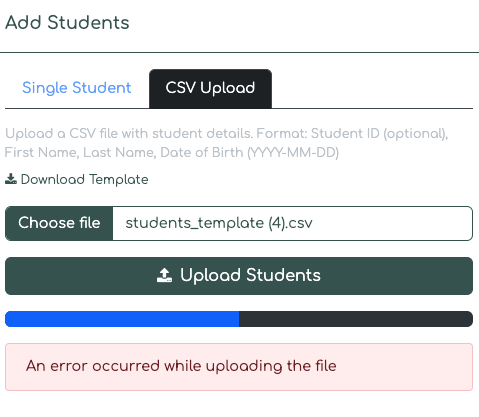 Add Students
Single Student
CSV Upload
Upload a CSV file with student details. Format: Student ID (optional),
First Name, Last Name, Date of Birth (YYYY-MM-DD)
Download Template
Choose file
students_template (4).csv
Upload Students
An error occurred while uploading the file